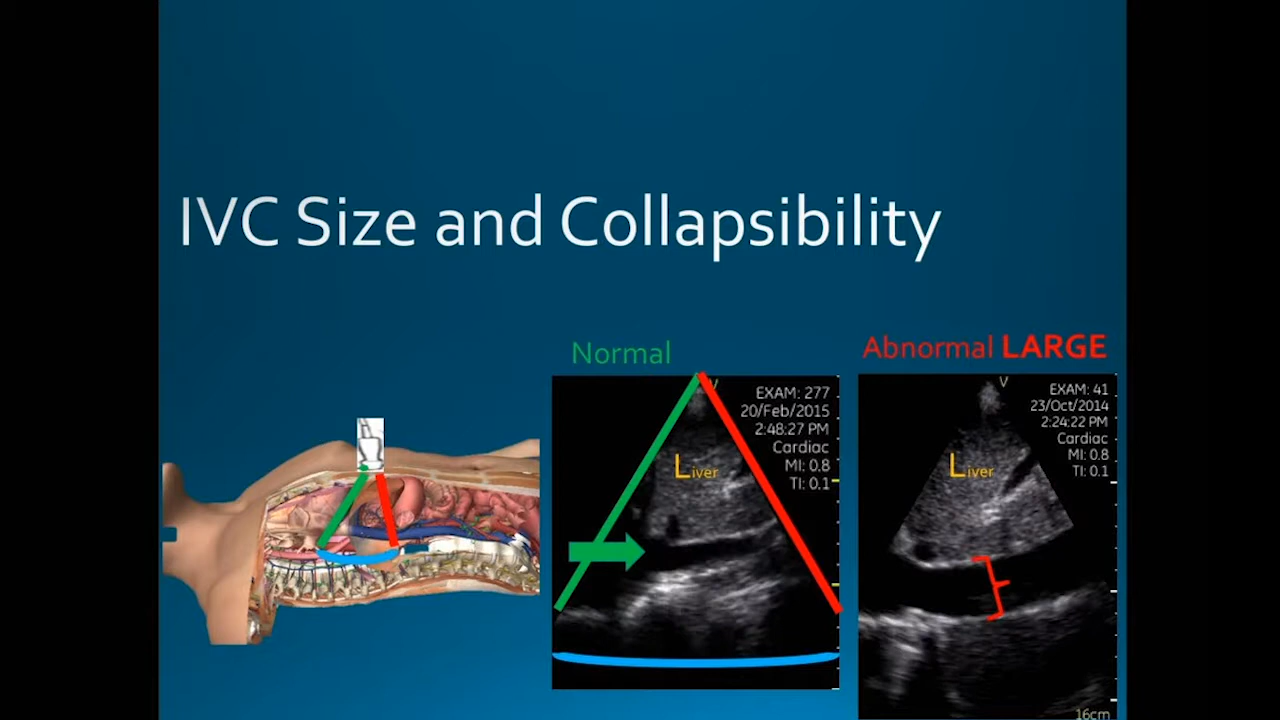 IVC Size and Collapsibility
Normal
Abnormal LARGE
V
EXAM: 277
20/Feb/2015
2:48:27 PM
Cardiac
MI: 0.8
TI: 0.1
Liver
V
EXAM: 41
23/Oct/2014
2:24:22 PM
Cardiac
MI: 0.8
TI: 0.1
Liver
16cm